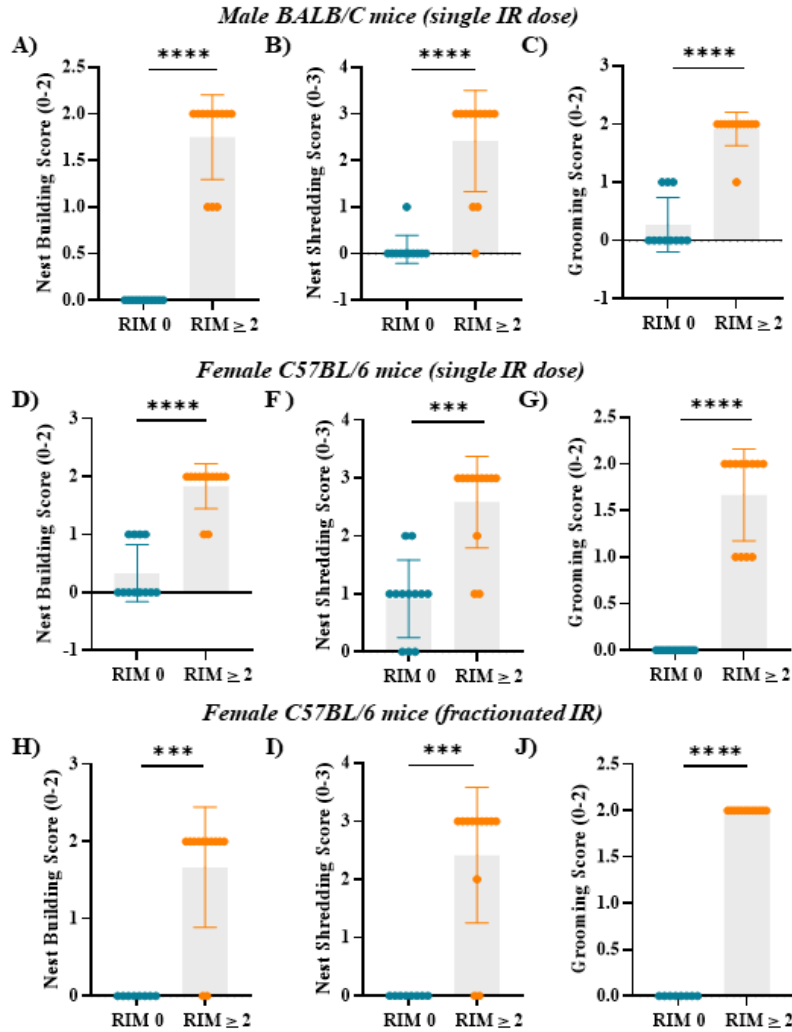 Male BALB/C mice (single IR dose)
A)
****
Nest Building Score (0-2)
2.5
2.0
1.5
1.0
0.5
0.0
RIM 0
RIM ≥ 2
B)
****
Nest Shredding Score (0-3)
4
3
2
1
0
-1
RIM 0
RIM ≥ 2
C)
****
Grooming Score (0-2)
3
2
1
0
-1
RIM 0
RIM ≥ 2
Female C57BL/6 mice (single IR dose)
D)
****
Nest Building Score (0-2)
3
2
1
0
-1
RIM 0
RIM ≥ 2
F)
***
Nest Shredding Score (0-3)
4
3
2
1
0
RIM 0
RIM ≥ 2
G)
****
Grooming Score (0-2)
2.5
2.0
1.5
1.0
0.5
0.0
RIM 0
RIM ≥ 2
Female C57BL/6 mice (fractionated IR)
H)
***
Nest Building Score (0-2)
3
2
1
0
RIM 0
RIM ≥ 2
I)
***
Nest Shredding Score (0-3)
4
3
2
1
0
RIM 0
RIM ≥ 2
J)
****
Grooming Score (0-2)
2.5
2.0
1.5
1.0
0.5
0.0
RIM 0
RIM ≥ 2